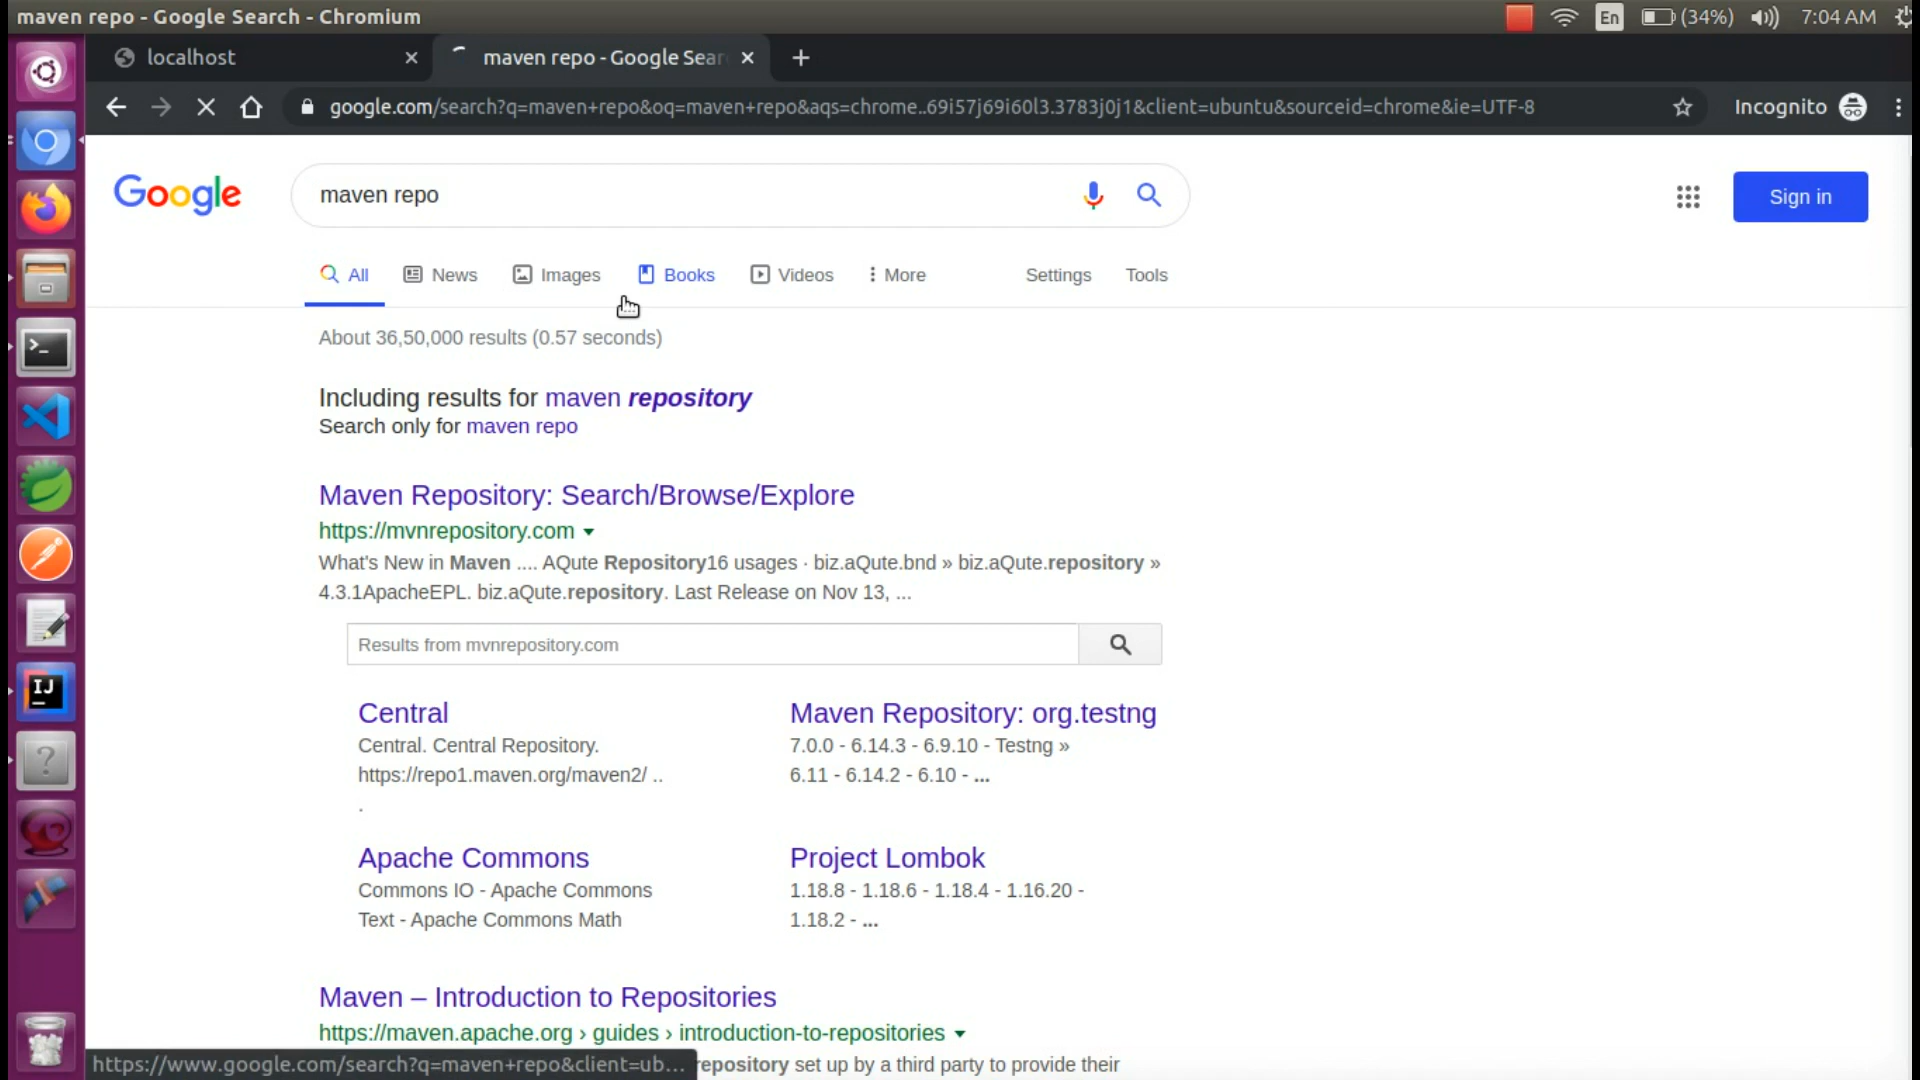 maven repo - Google Search - Chromium
En
(34%)
7:04 AM
localhost
maven repo - Google Sear
google.com/search?q=maven+repo&oq=maven+repo&aqs=chrome..69i57j69i60l3.3783j0j1&client=ubuntu&sourceid=chrome&ie=UTF-8
Incognito
Google
maven repo
Sign in
All
News
Images
Books
Videos
More
Settings
Tools
About 36,50,000 results (0.57 seconds)
Including results for maven repository
Search only for maven repo
Maven Repository: Search/Browse/Explore
https://mvnrepository.com
What's New in Maven .... AQute Repository16 usages · biz.aQute.bnd » biz.aQute.repository »
4.3.1ApacheEPL. biz.aQute.repository. Last Release on Nov 13, ...
Results from mvnrepository.com
Central
Central. Central Repository.
https://repo1.maven.org/maven2/ ..
.
Maven Repository: org.testng
7.0.0 - 6.14.3 - 6.9.10 - Testng »
6.11 - 6.14.2 - 6.10 - ...
Apache Commons
Commons IO - Apache Commons
Text - Apache Commons Math
Project Lombok
1.18.8 - 1.18.6 - 1.18.4 - 1.16.20 -
1.18.2 - ...
Maven – Introduction to Repositories
https://maven.apache.org › guides › introduction-to-repositories
https://www.google.com/search?q=maven+repo&client=ub...
repository set up by a third party to provide their
IJ